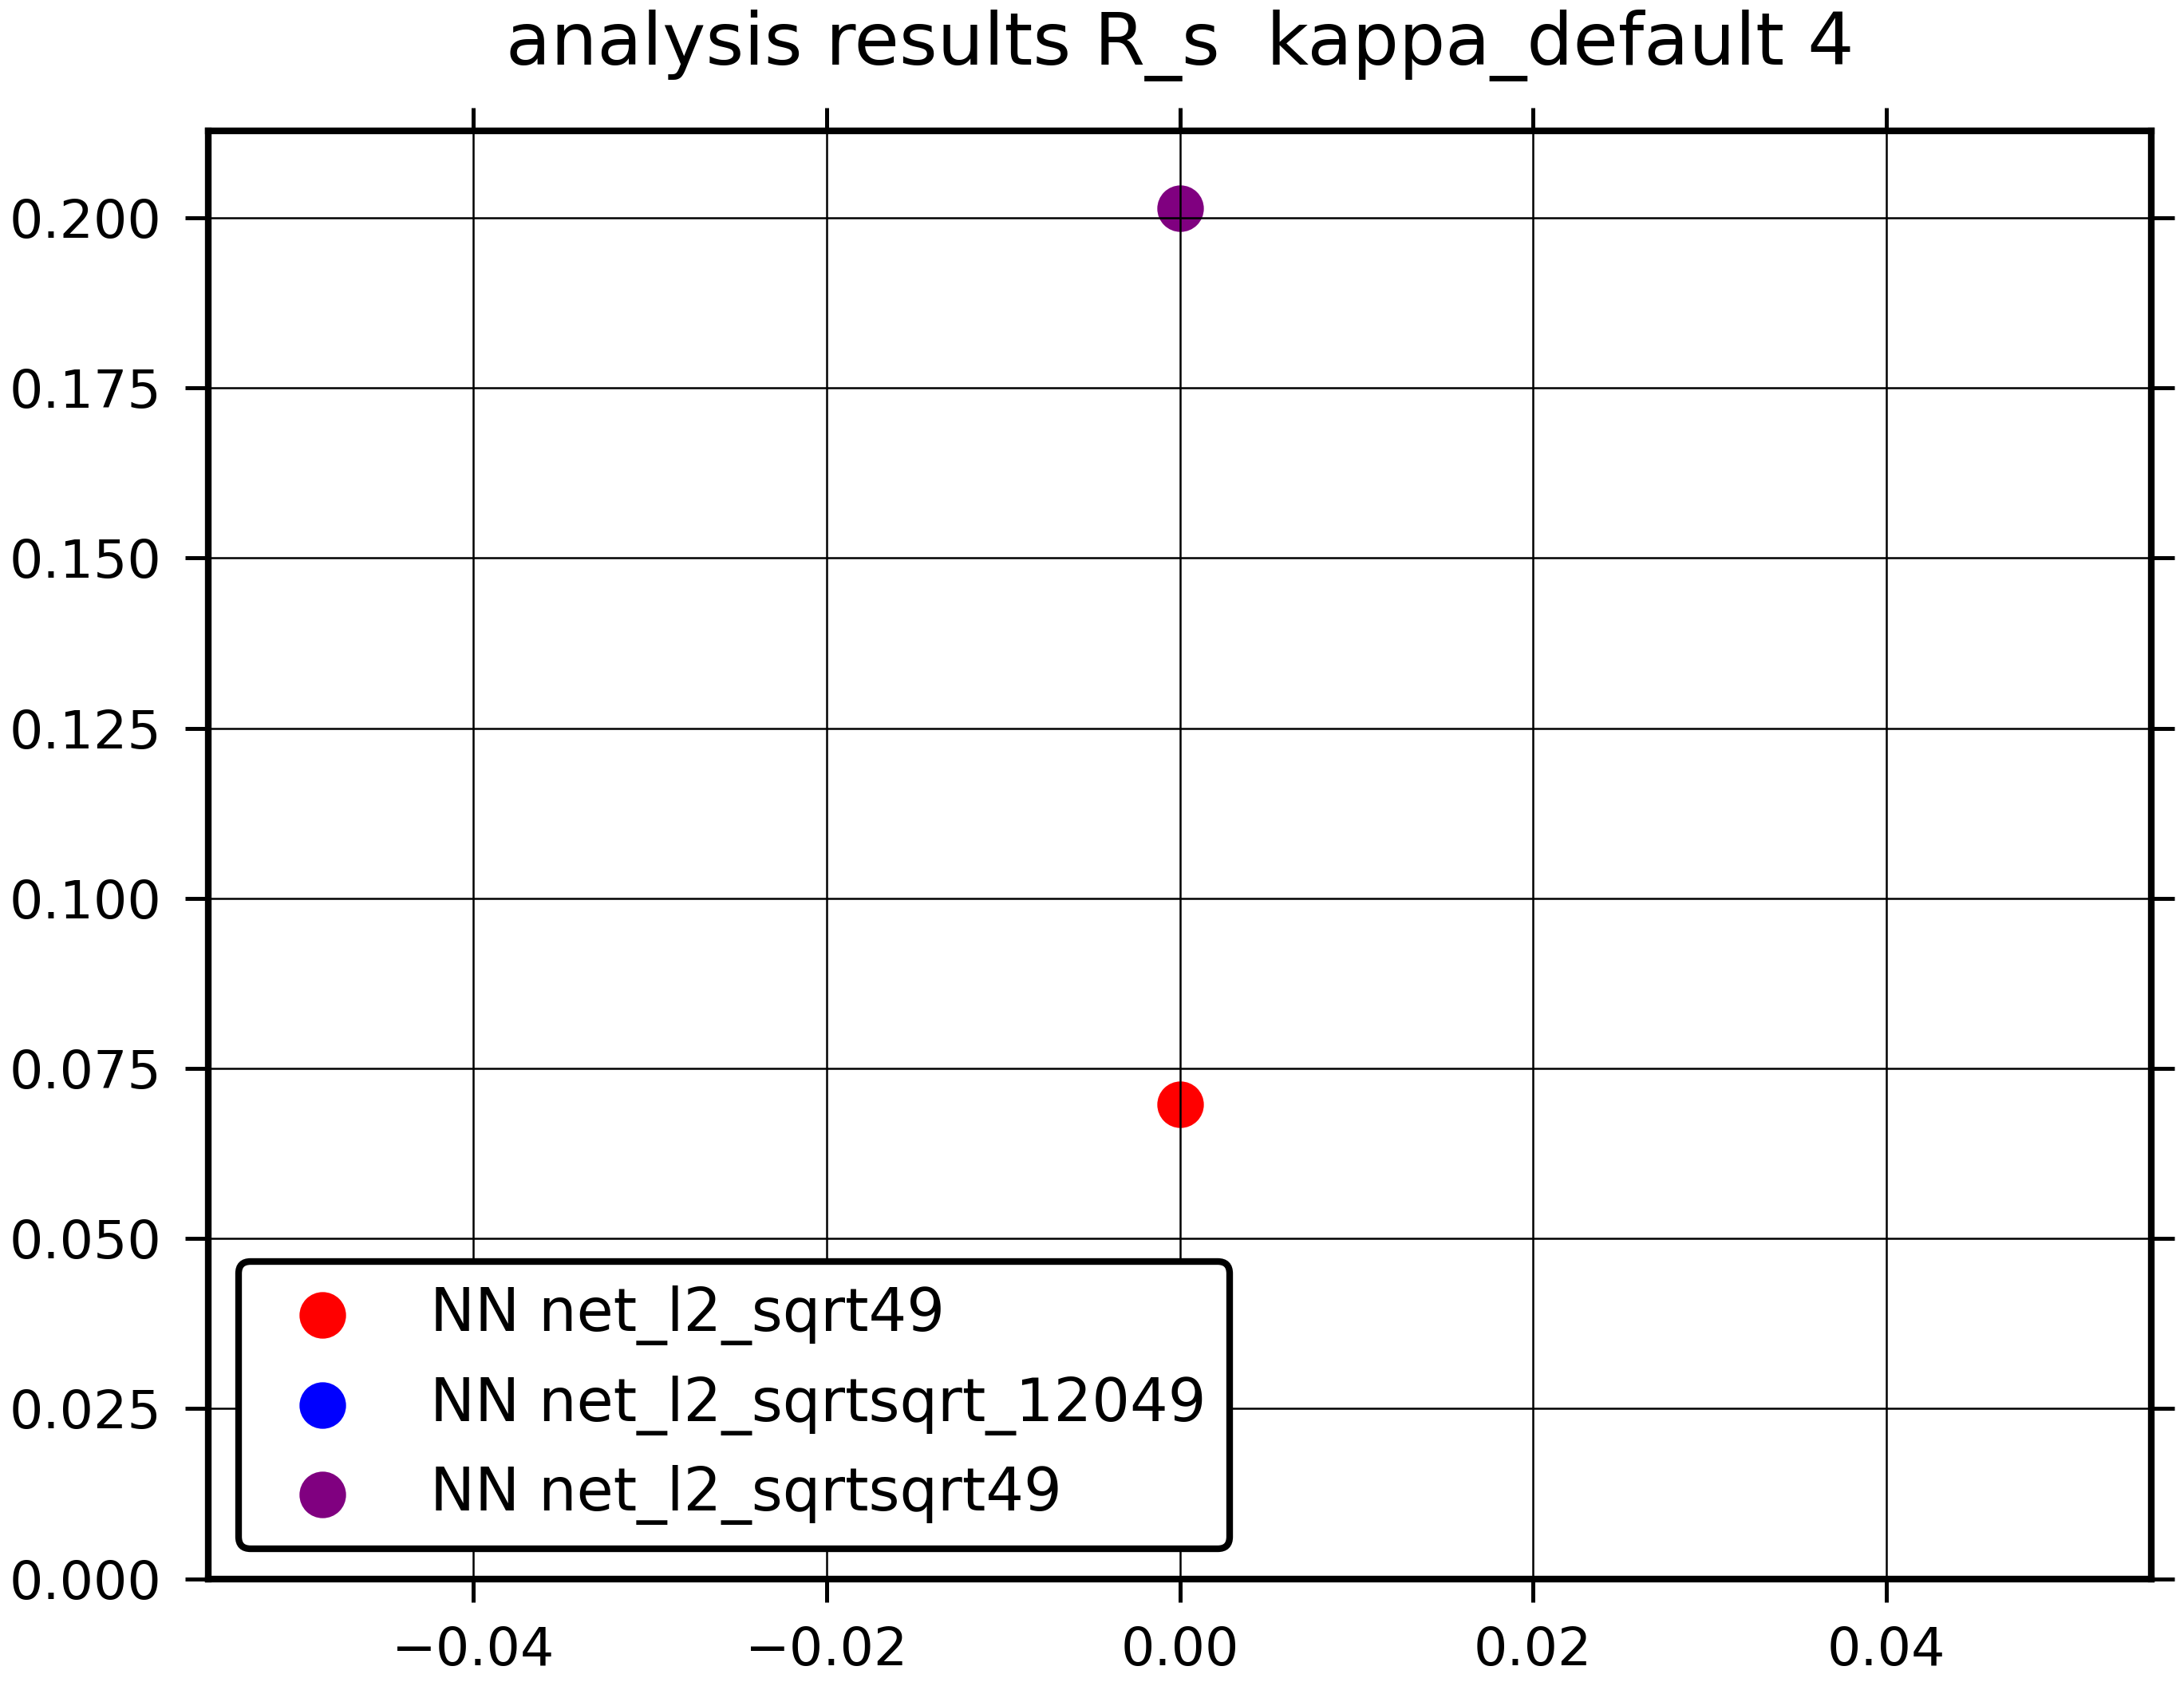 analysis results R_s  kappa_default 4
0.200
0.175
0.150
0.125
0.100
0.075
0.050
0.025
0.000
NN net_l2_sqrt49
NN net_l2_sqrtsqrt_12049
NN net_l2_sqrtsqrt49
−0.04 −0.02 0.00 0.02 0.04